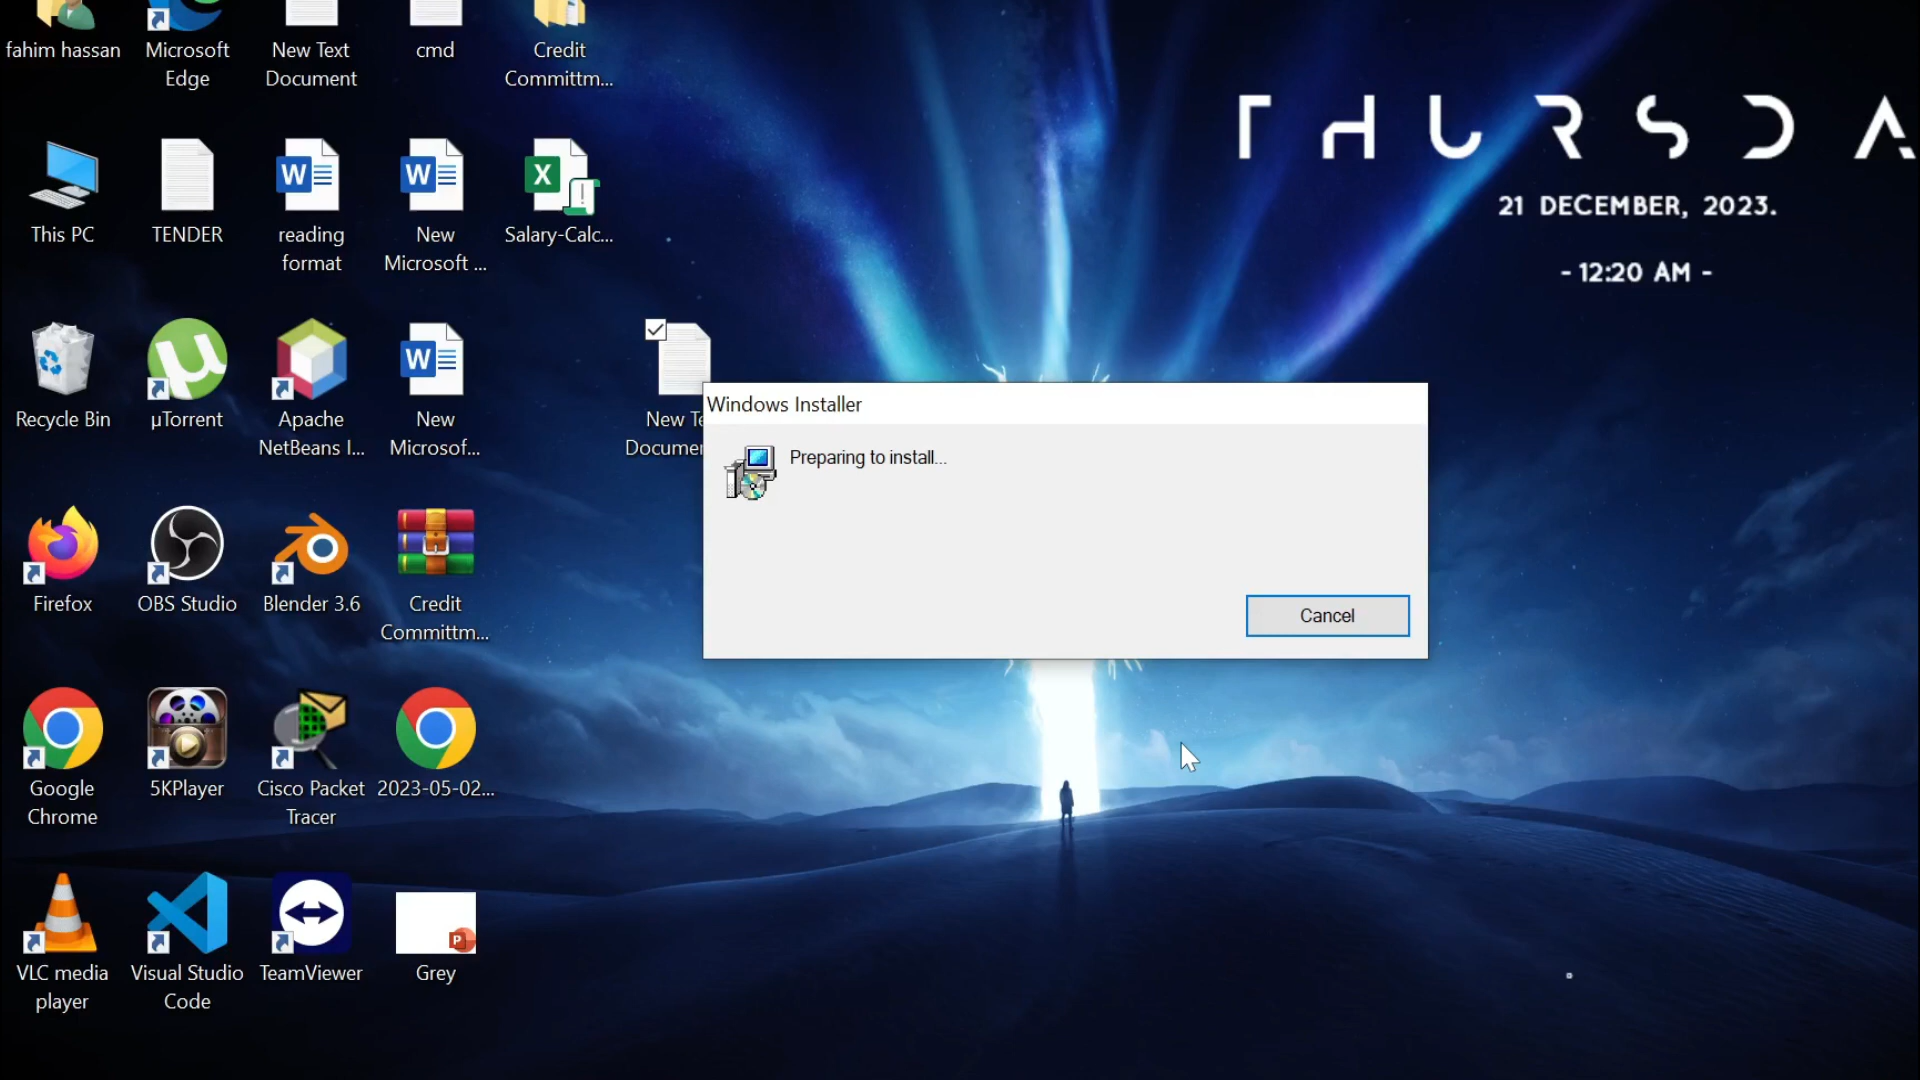 fahim hassan
Microsoft
Edge
New Text
Document
cmd
Credit
Committm...
THURSDA
21 DECEMBER, 2023.
- 12:20 AM -
This PC
TENDER
reading
format
New
Microsoft ...
Salary-Calc...
Recycle Bin
µTorrent
Apache
NetBeans I...
New
Microsof...
New Te
Documen
Windows Installer
Preparing to install...
Cancel
Firefox
OBS Studio
Blender 3.6
Credit
Committm...
Google
Chrome
5KPlayer
Cisco Packet
Tracer
2023-05-02...
VLC media
player
Visual Studio
Code
TeamViewer
Grey